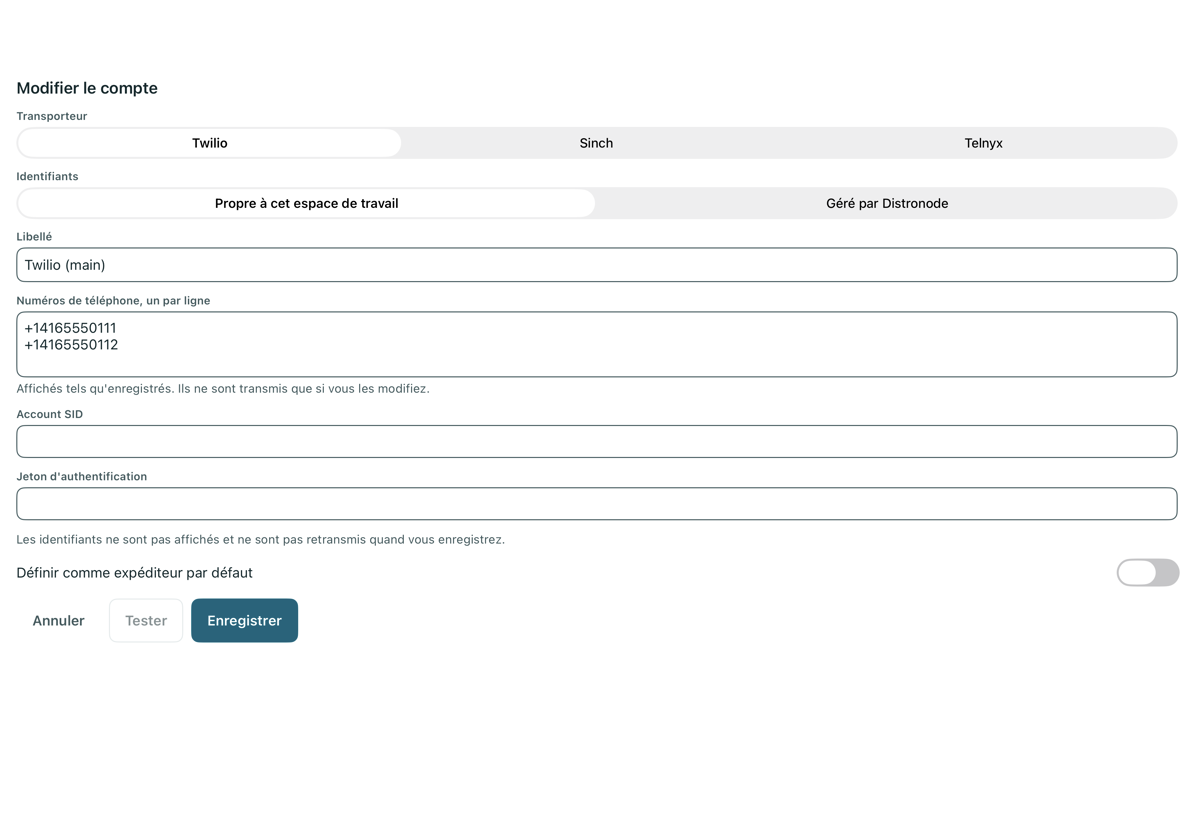 Modifier le compte
Transporteur
Twilio Sinch Telnyx
Identifiants
Propre à cet espace de travail Géré par Distronode
Libellé
Twilio (main)
Numéros de téléphone, un par ligne
+14165550111
+14165550112
Affichés tels qu'enregistrés. Ils ne sont transmis que si vous les modifiez.
Account SID
Jeton d'authentification
Les identifiants ne sont pas affichés et ne sont pas retransmis quand vous enregistrez.
Définir comme expéditeur par défaut
Annuler Tester Enregistrer